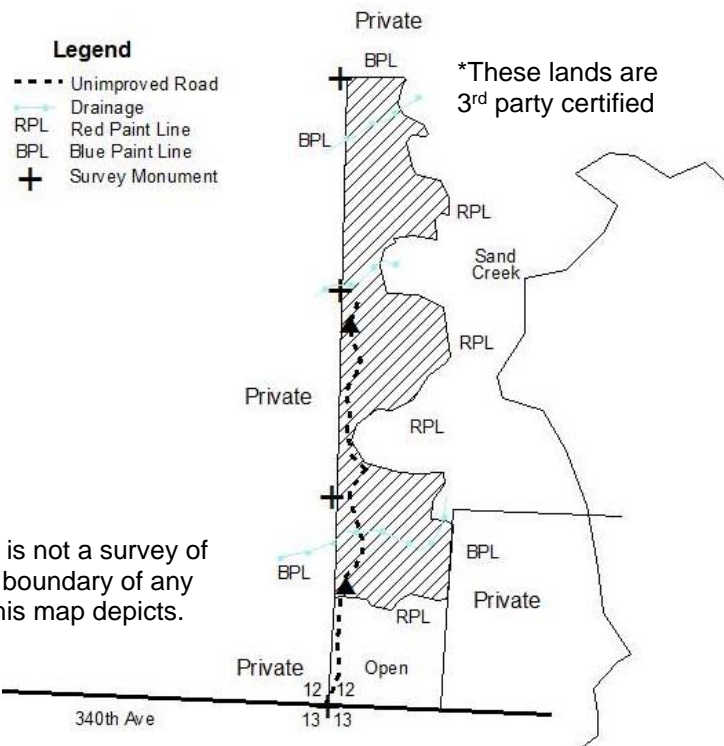 Private
Legend
BPL
Unimproved Road
Drainage
RPL Red Paint Line
BPL Blue Paint Line
Survey Monument
*These lands are
3rd party certified
BPL
RPL
Sand
Creek
RPL
Private
RPL
is not a survey of
boundary of any
his map depicts.
BPL
BPL
Private
RPL
Private
Open
12 12
340th Ave
13 13